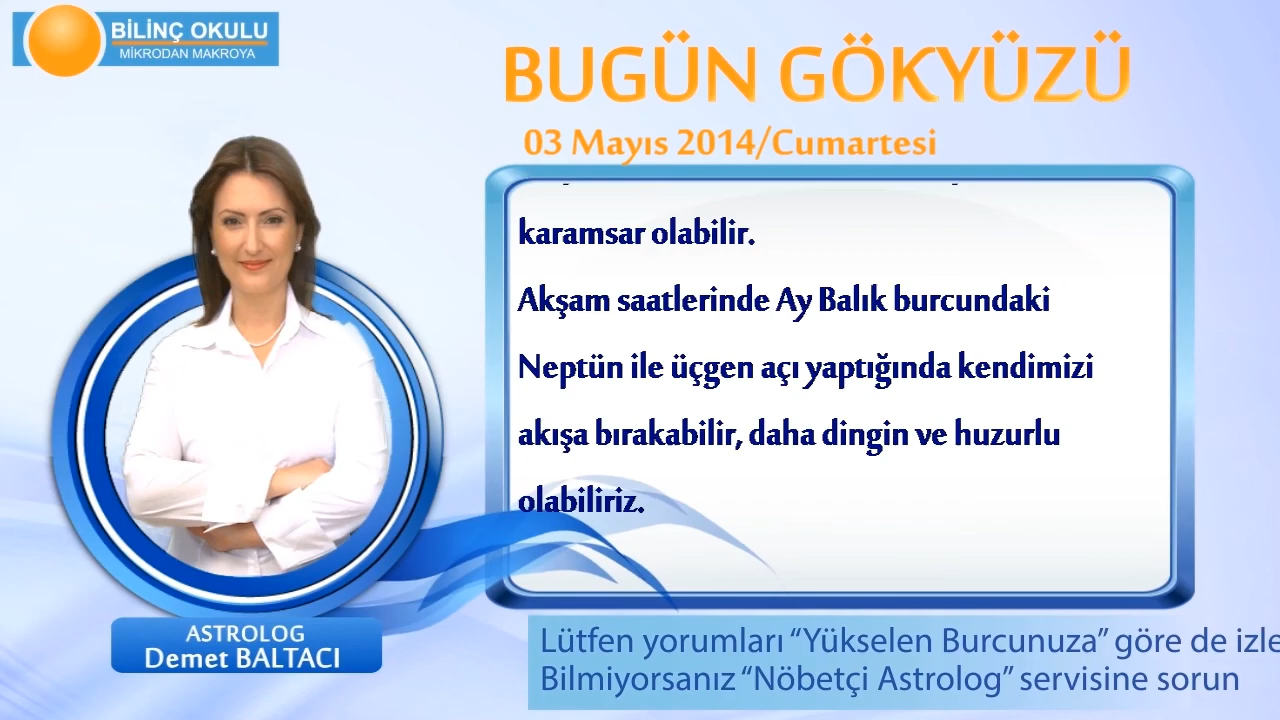 BİLİNÇ OKULU
MİKRODAN MAKROYA
BUGÜN GÖKYÜZÜ
03 Mayıs 2014/Cumartesi
karamsar olabilir.
Akşam saatlerinde Ay Balık burcundaki
Neptün ile üçgen açı yaptığında kendimizi
akışa bırakabilir, daha dingin ve huzurlu
olabiliriz.
ASTROLOG
Demet BALTACI
Lütfen yorumları “Yükselen Burcunuza” göre de izle
Bilmiyorsanız “Nöbetçi Astrolog” servisine sorun